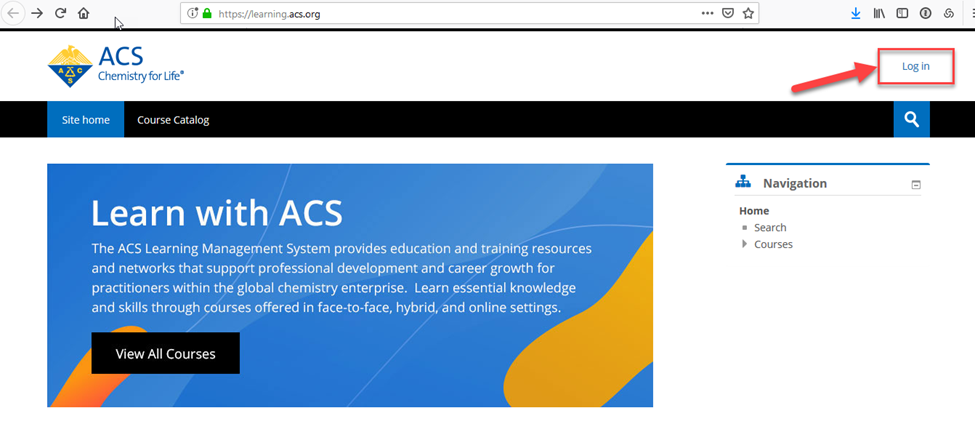 https://learning.acs.org
ACS
Chemistry for Life®
A C S
Log in
Site home
Course Catalog
Learn with ACS
The ACS Learning Management System provides education and training resources
and networks that support professional development and career growth for
practitioners within the global chemistry enterprise. Learn essential knowledge
and skills through courses offered in face-to-face, hybrid, and online settings.
View All Courses
Navigation
Home
Search
Courses